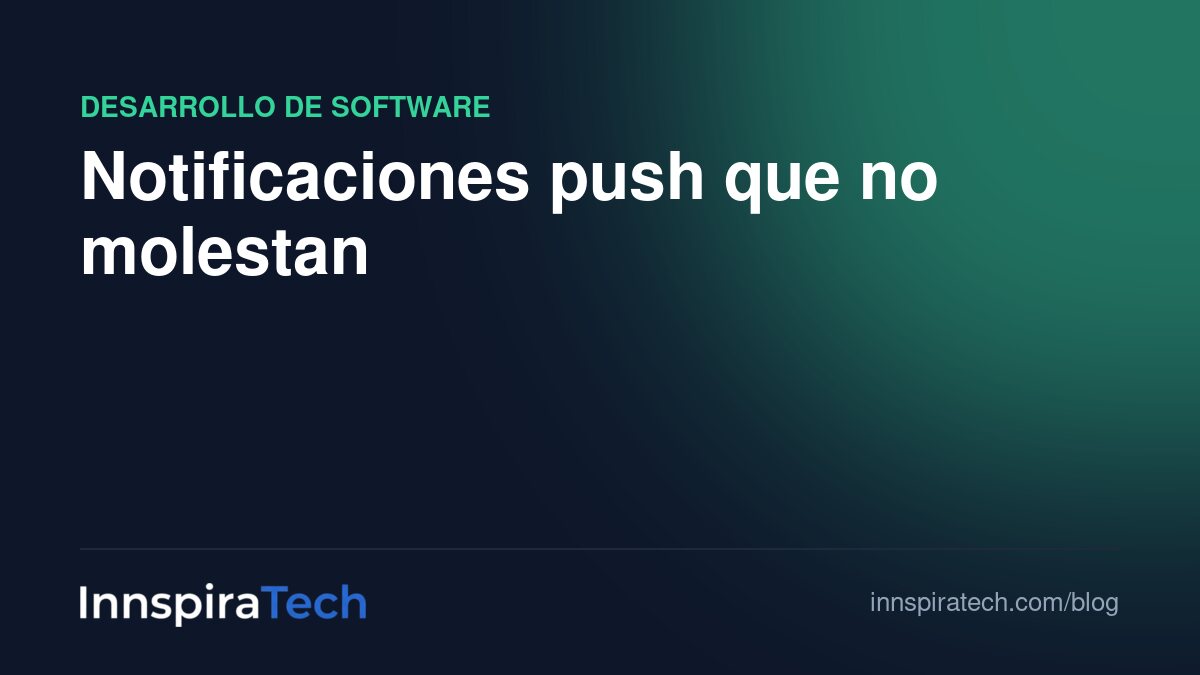 DESARROLLO DE SOFTWARE
Notificaciones push que no
molestan
InnspiraTech
innspiratech.com/blog